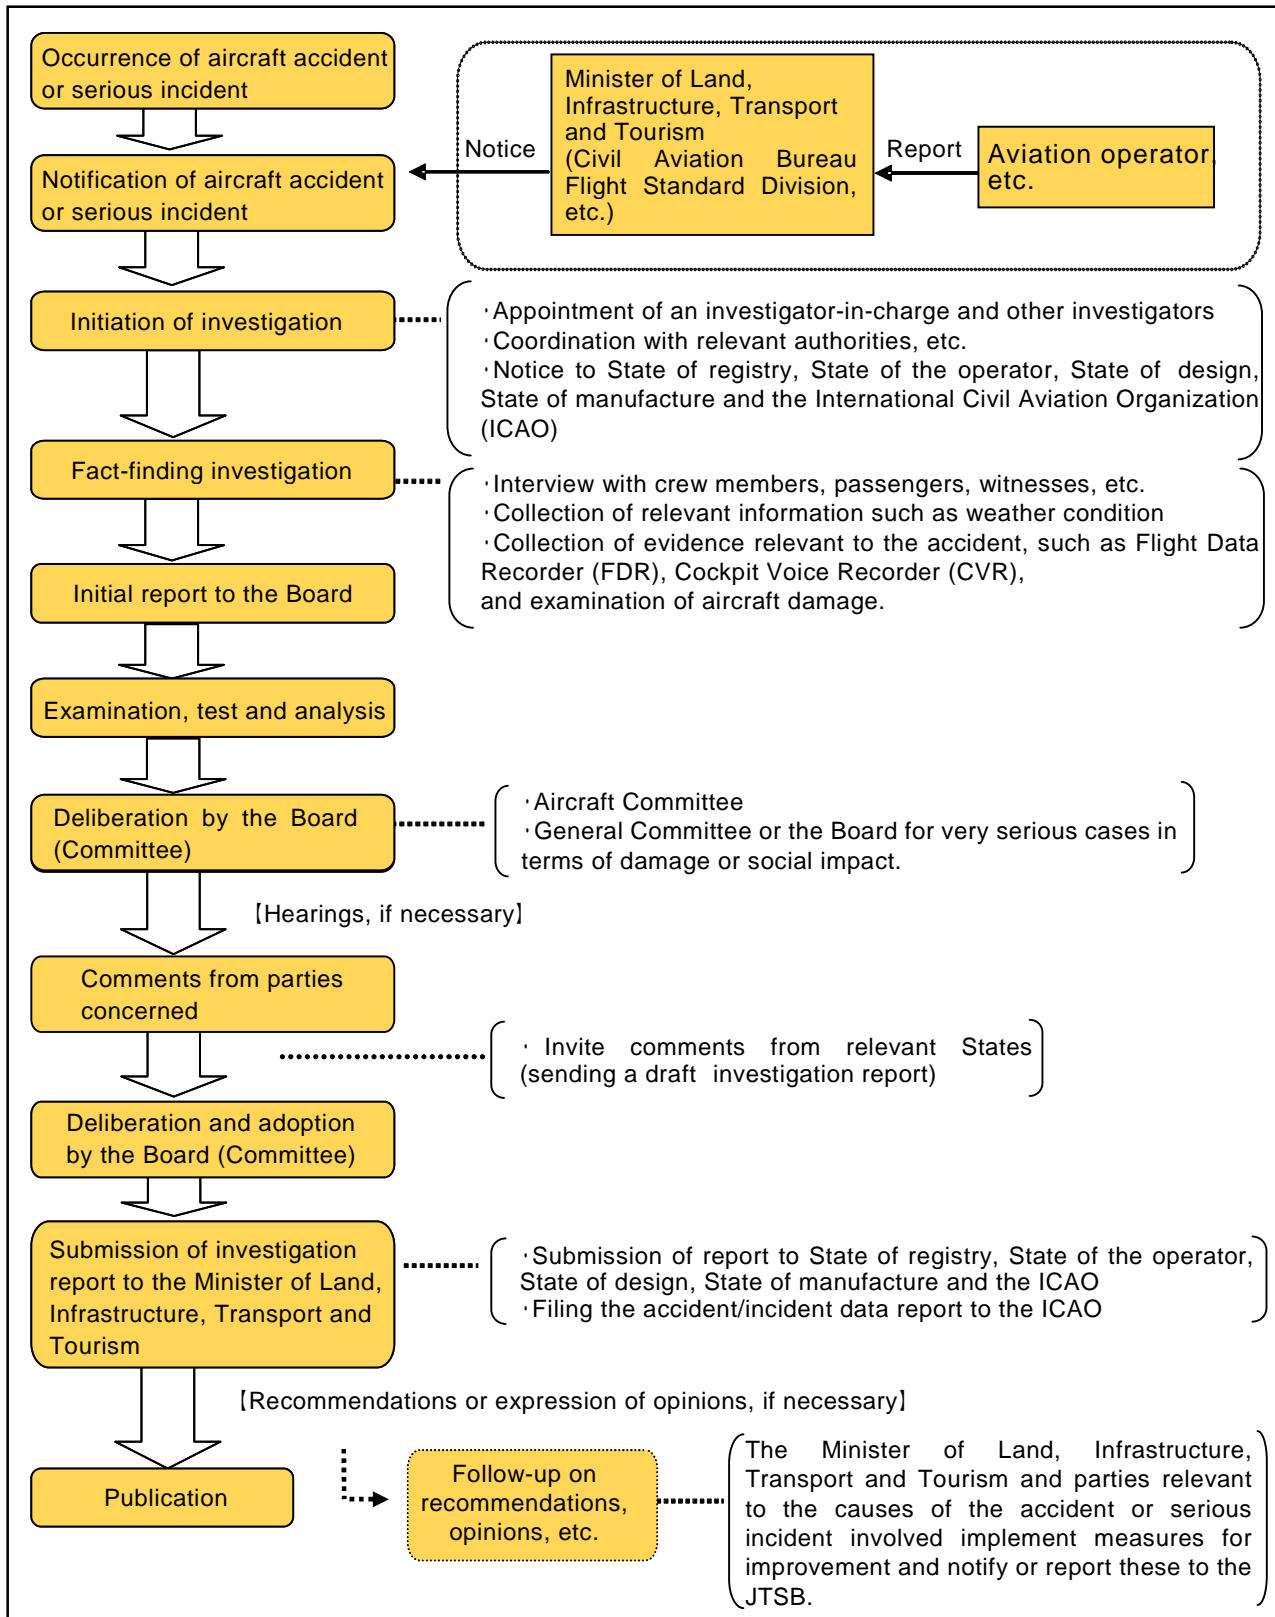 Occurrence of aircraft accident
or serious incident
Minister of Land,
Infrastructure, Transport
and Tourism
(Civil Aviation Bureau
Flight Standard Division,
etc.)
Notice
Report
Aviation operator,
etc.
Notification of aircraft accident
or serious incident
Initiation of investigation
·Appointment of an investigator-in-charge and other investigators
·Coordination with relevant authorities, etc.
·Notice to State of registry, State of the operator, State of design,
State of manufacture and the International Civil Aviation Organization
(ICAO)
Fact-finding investigation
·Interview with crew members, passengers, witnesses, etc.
·Collection of relevant information such as weather condition
·Collection of evidence relevant to the accident, such as Flight Data
Recorder (FDR), Cockpit Voice Recorder (CVR),
and examination of aircraft damage.
Initial report to the Board
Examination, test and analysis
Deliberation by the Board
(Committee)
·Aircraft Committee
·General Committee or the Board for very serious cases in
terms of damage or social impact.
【Hearings, if necessary】
Comments from parties
concerned
· Invite comments from relevant States
(sending a draft investigation report)
Deliberation and adoption
by the Board (Committee)
Submission of investigation
report to the Minister of Land,
Infrastructure, Transport and
Tourism
·Submission of report to State of registry, State of the operator,
State of design, State of manufacture and the ICAO
·Filing the accident/incident data report to the ICAO
【Recommendations or expression of opinions, if necessary】
Publication
Follow-up on
recommendations,
opinions, etc.
The Minister of Land, Infrastructure,
Transport and Tourism and parties relevant
to the causes of the accident or serious
incident involved implement measures for
improvement and notify or report these to the
JTSB.